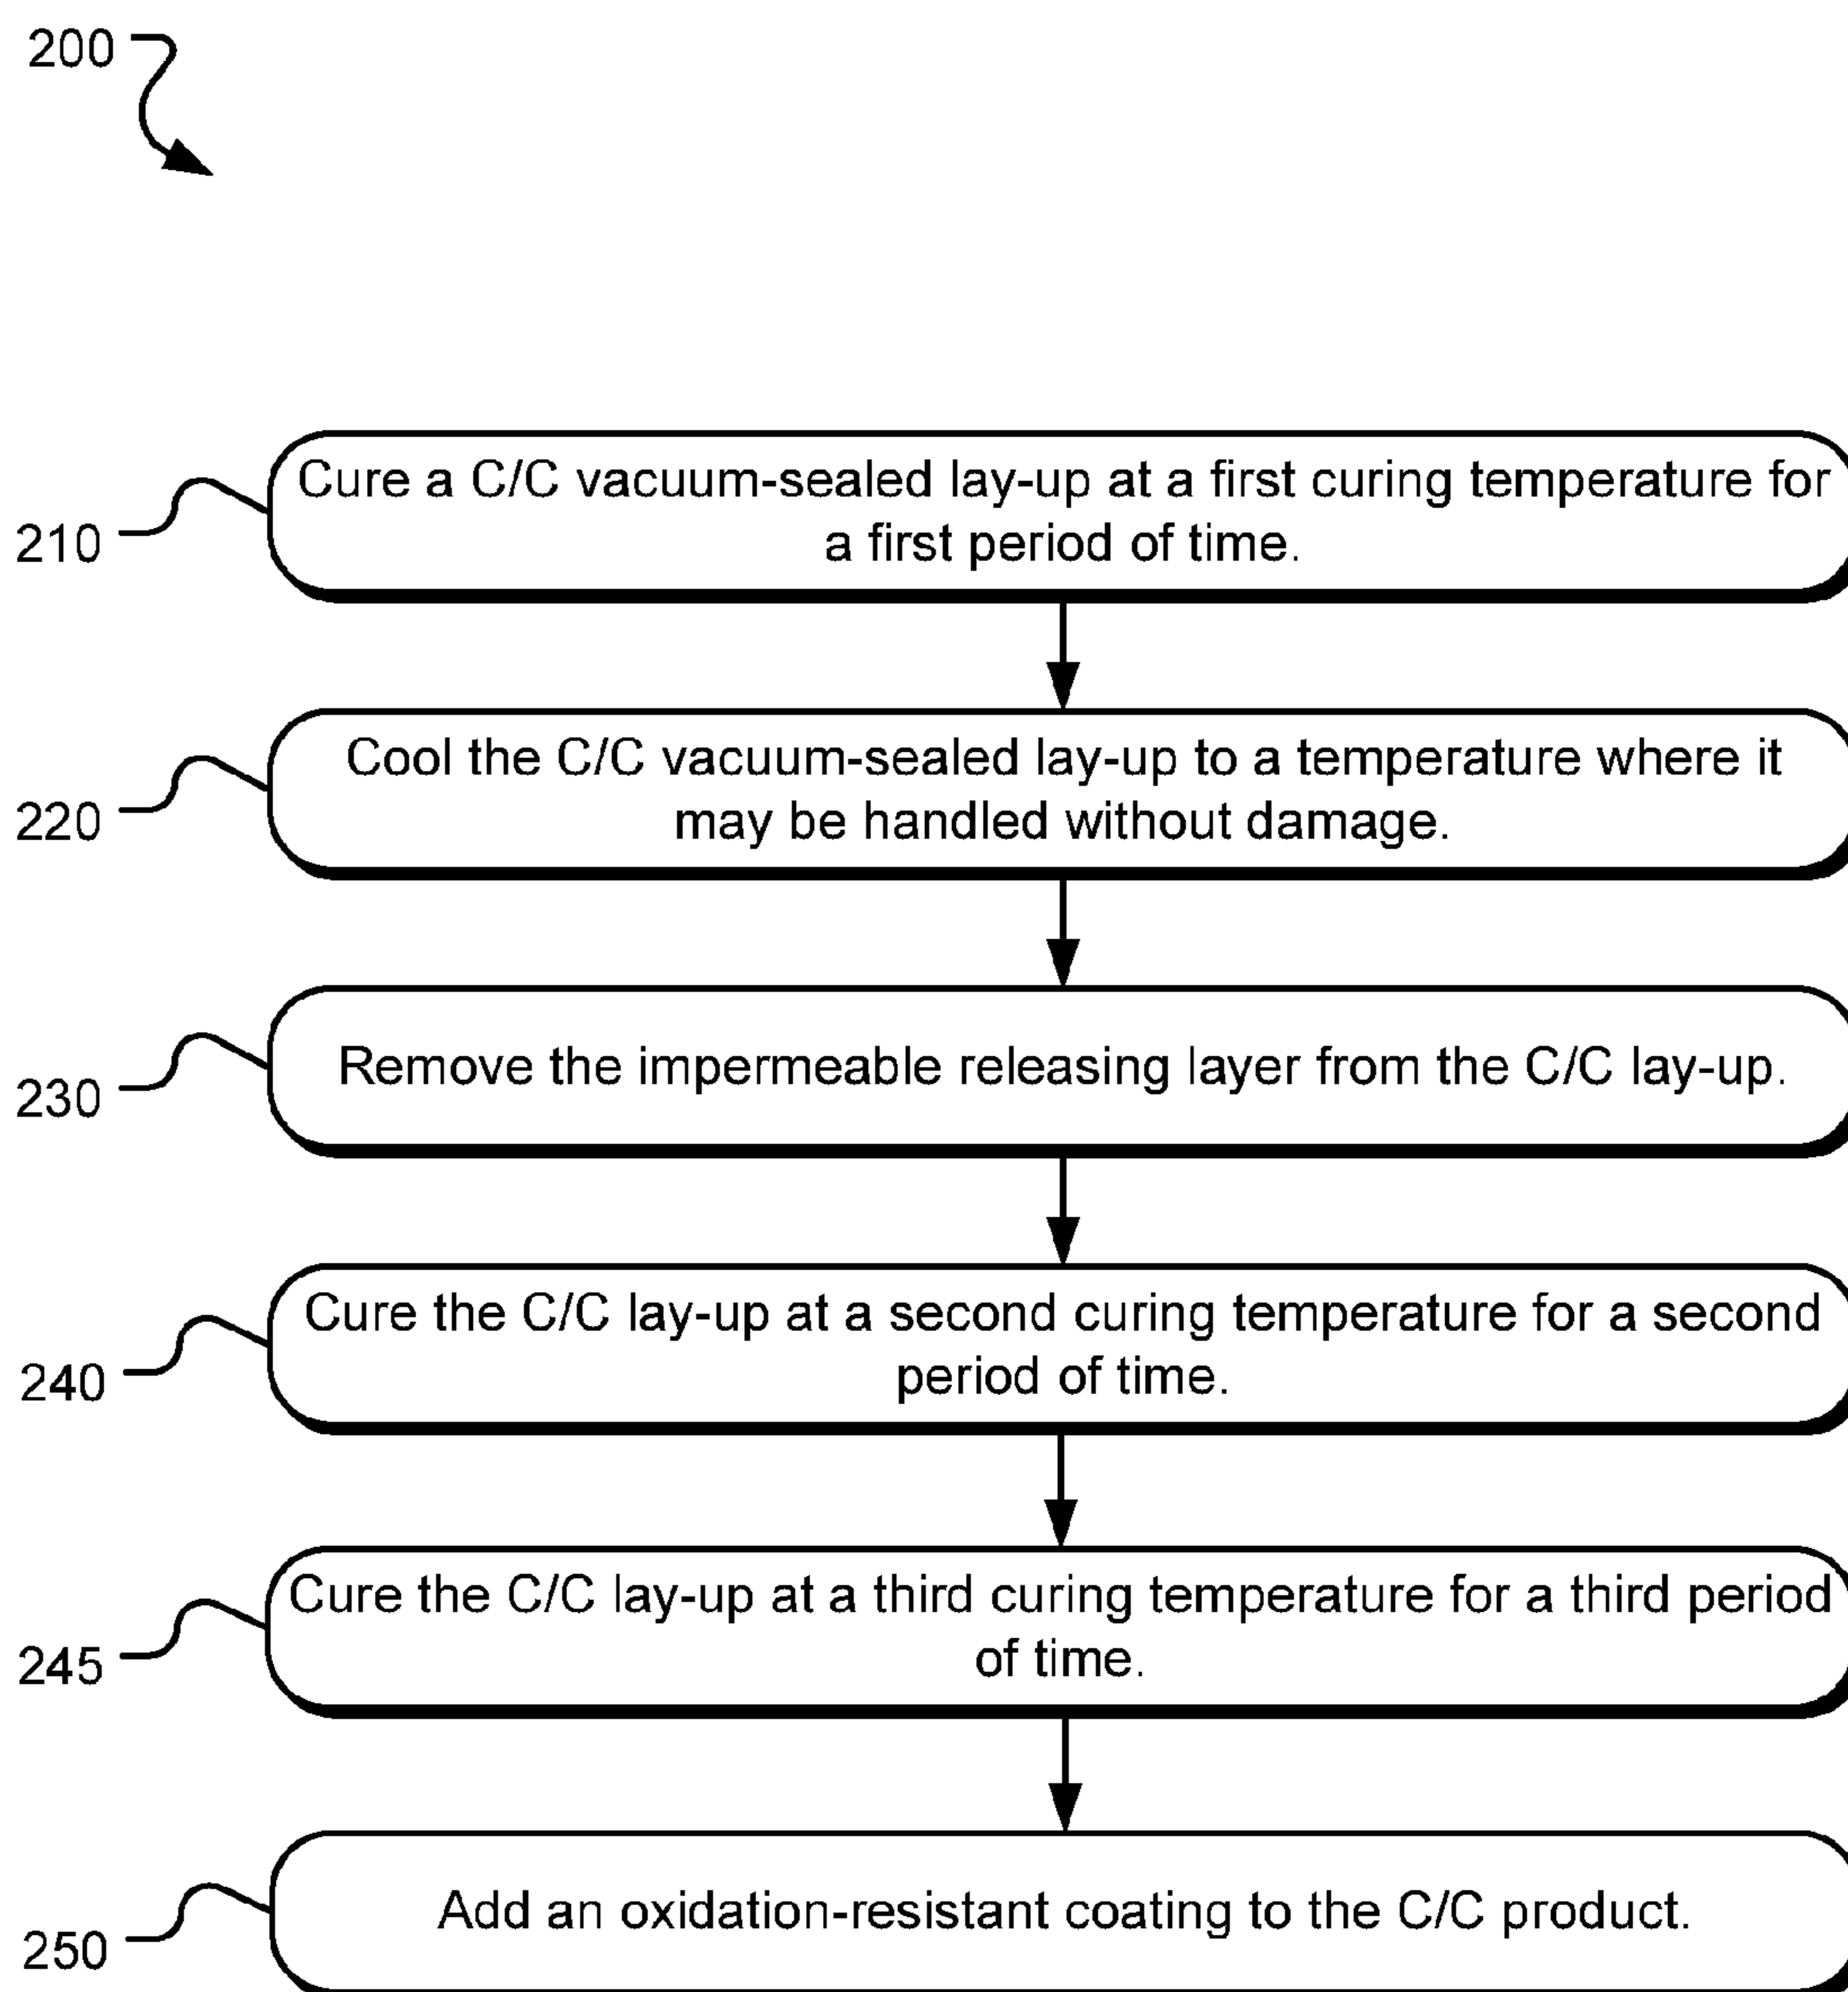 200
Cure a C/C vacuum-sealed lay-up at a first curing temperature for
a first period of time.
210
Cool the C/C vacuum-sealed lay-up to a temperature where it
may be handled without damage.
220
Remove the impermeable releasing layer from the C/C lay-up.
230
Cure the C/C lay-up at a second curing temperature for a second
period of time.
240
Cure the C/C lay-up at a third curing temperature for a third period
of time.
245
Add an oxidation-resistant coating to the C/C product.
250